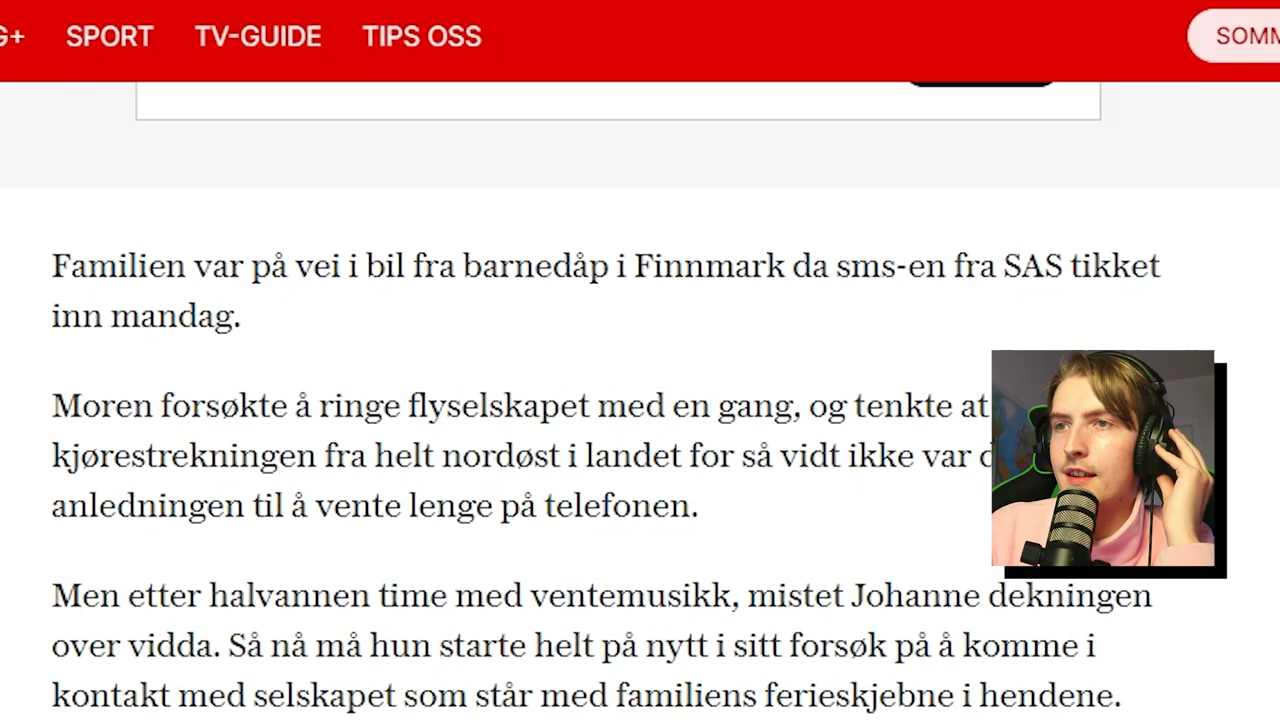 G+ SPORT TV-GUIDE TIPS OSS
Familien var på vei i bil fra barnedåp i Finnmark da sms-en fra SAS tikket
inn mandag.
Moren forsøkte å ringe flyselskapet med en gang, og tenkte at
kjørestrekningen fra helt nordøst i landet for så vidt ikke var
anledningen til å vente lenge på telefonen.
Men etter halvannen time med ventemusikk, mistet Johanne dekningen
over vidda. Så nå må hun starte helt på nytt i sitt forsøk på å komme i
kontakt med selskapet som står med familiens ferieskjebne i hendene.